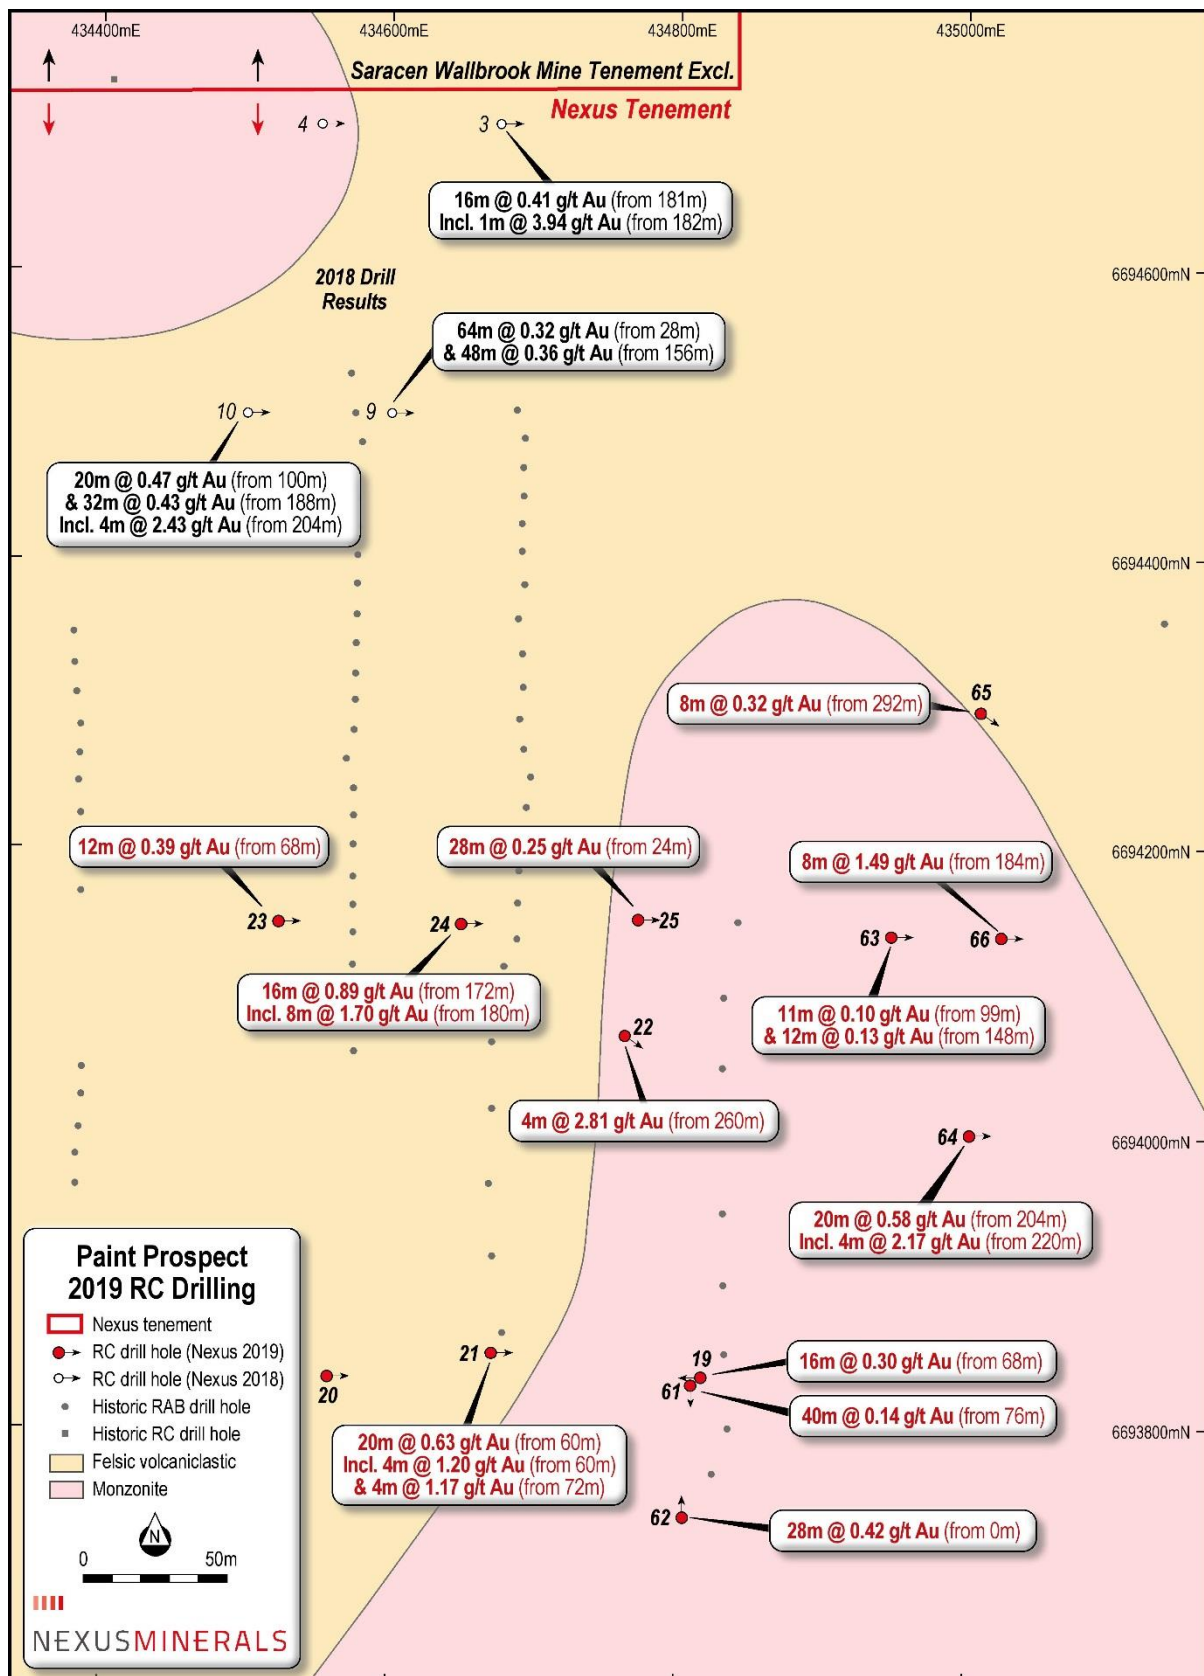 434400mE
434600mE
434800mE
435000mE
Saracen Wallbrook Mine Tenement Excl.
Nexus Tenement
4
3
16m @ 0.41 g/t Au (from 181m)
Incl. 1m @ 3.94 g/t Au (from 182m)
6694600mN
2018 Drill
Results
64m @ 0.32 g/t Au (from 28m)
& 48m @ 0.36 g/t Au (from 156m)
10
9
20m @ 0.47 g/t Au (from 100m)
& 32m @ 0.43 g/t Au (from 188m)
Incl. 4m @ 2.43 g/t Au (from 204m)
6694400mN
65
8m @ 0.32 g/t Au (from 292m)
12m @ 0.39 g/t Au (from 68m)
28m @ 0.25 g/t Au (from 24m)
8m @ 1.49 g/t Au (from 184m)
6694200mN
23
24
25
63
66
16m @ 0.89 g/t Au (from 172m)
Incl. 8m @ 1.70 g/t Au (from 180m)
11m @ 0.10 g/t Au (from 99m)
& 12m @ 0.13 g/t Au (from 148m)
22
4m @ 2.81 g/t Au (from 260m)
64
6694000mN
20m @ 0.58 g/t Au (from 204m)
Incl. 4m @ 2.17 g/t Au (from 220m)
21
20
19
61
16m @ 0.30 g/t Au (from 68m)
40m @ 0.14 g/t Au (from 76m)
6693800mN
20m @ 0.63 g/t Au (from 60m)
Incl. 4m @ 1.20 g/t Au (from 60m)
& 4m @ 1.17 g/t Au (from 72m)
62
28m @ 0.42 g/t Au (from 0m)
Paint Prospect
2019 RC Drilling
Nexus tenement
RC drill hole (Nexus 2019)
RC drill hole (Nexus 2018)
Historic RAB drill hole
Historic RC drill hole
Felsic volcaniclastic
Monzonite
N
0
50m
NEXUSMINERALS